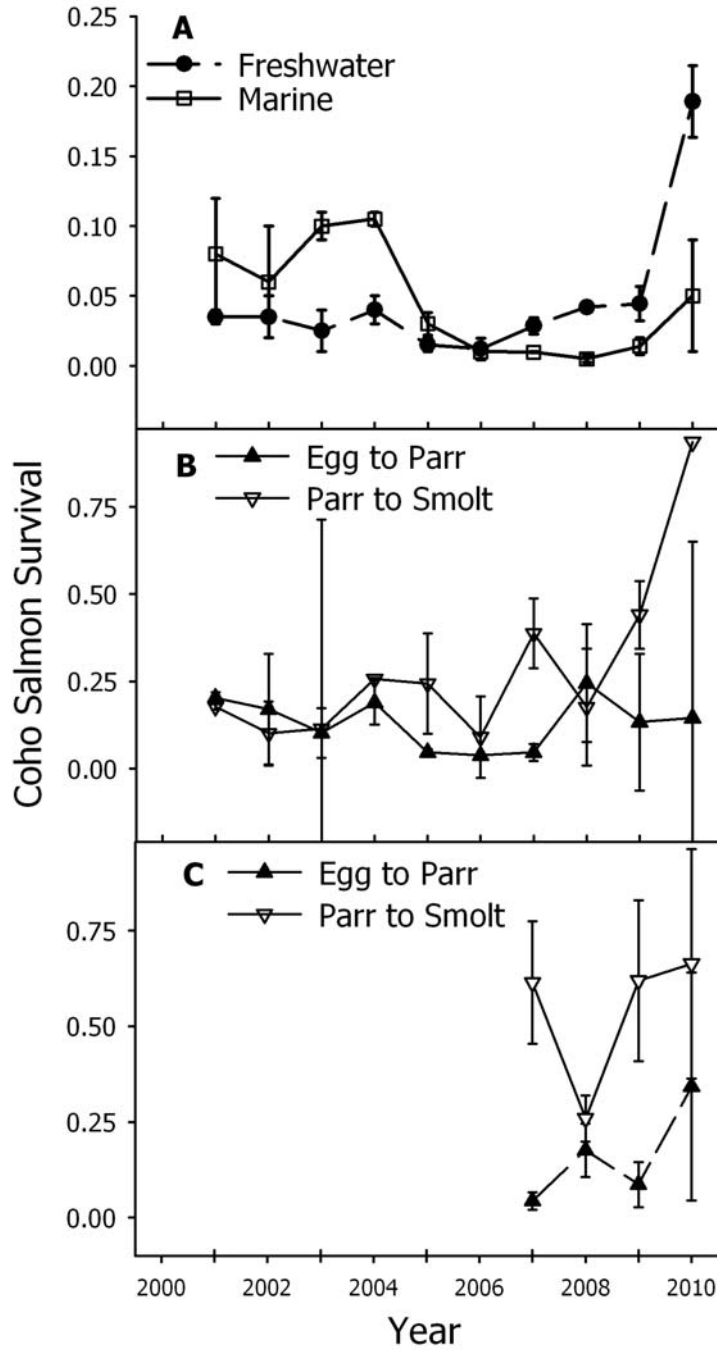 A
Freshwater
Marine
0.25
0.20
0.15
0.10
0.05
0.00
B
Egg to Parr
Parr to Smolt
0.75
0.50
0.25
0.00
C
Egg to Parr
Parr to Smolt
0.75
0.50
0.25
0.00
Coho Salmon Survival
2000 2002 2004 2006 2008 2010
Year